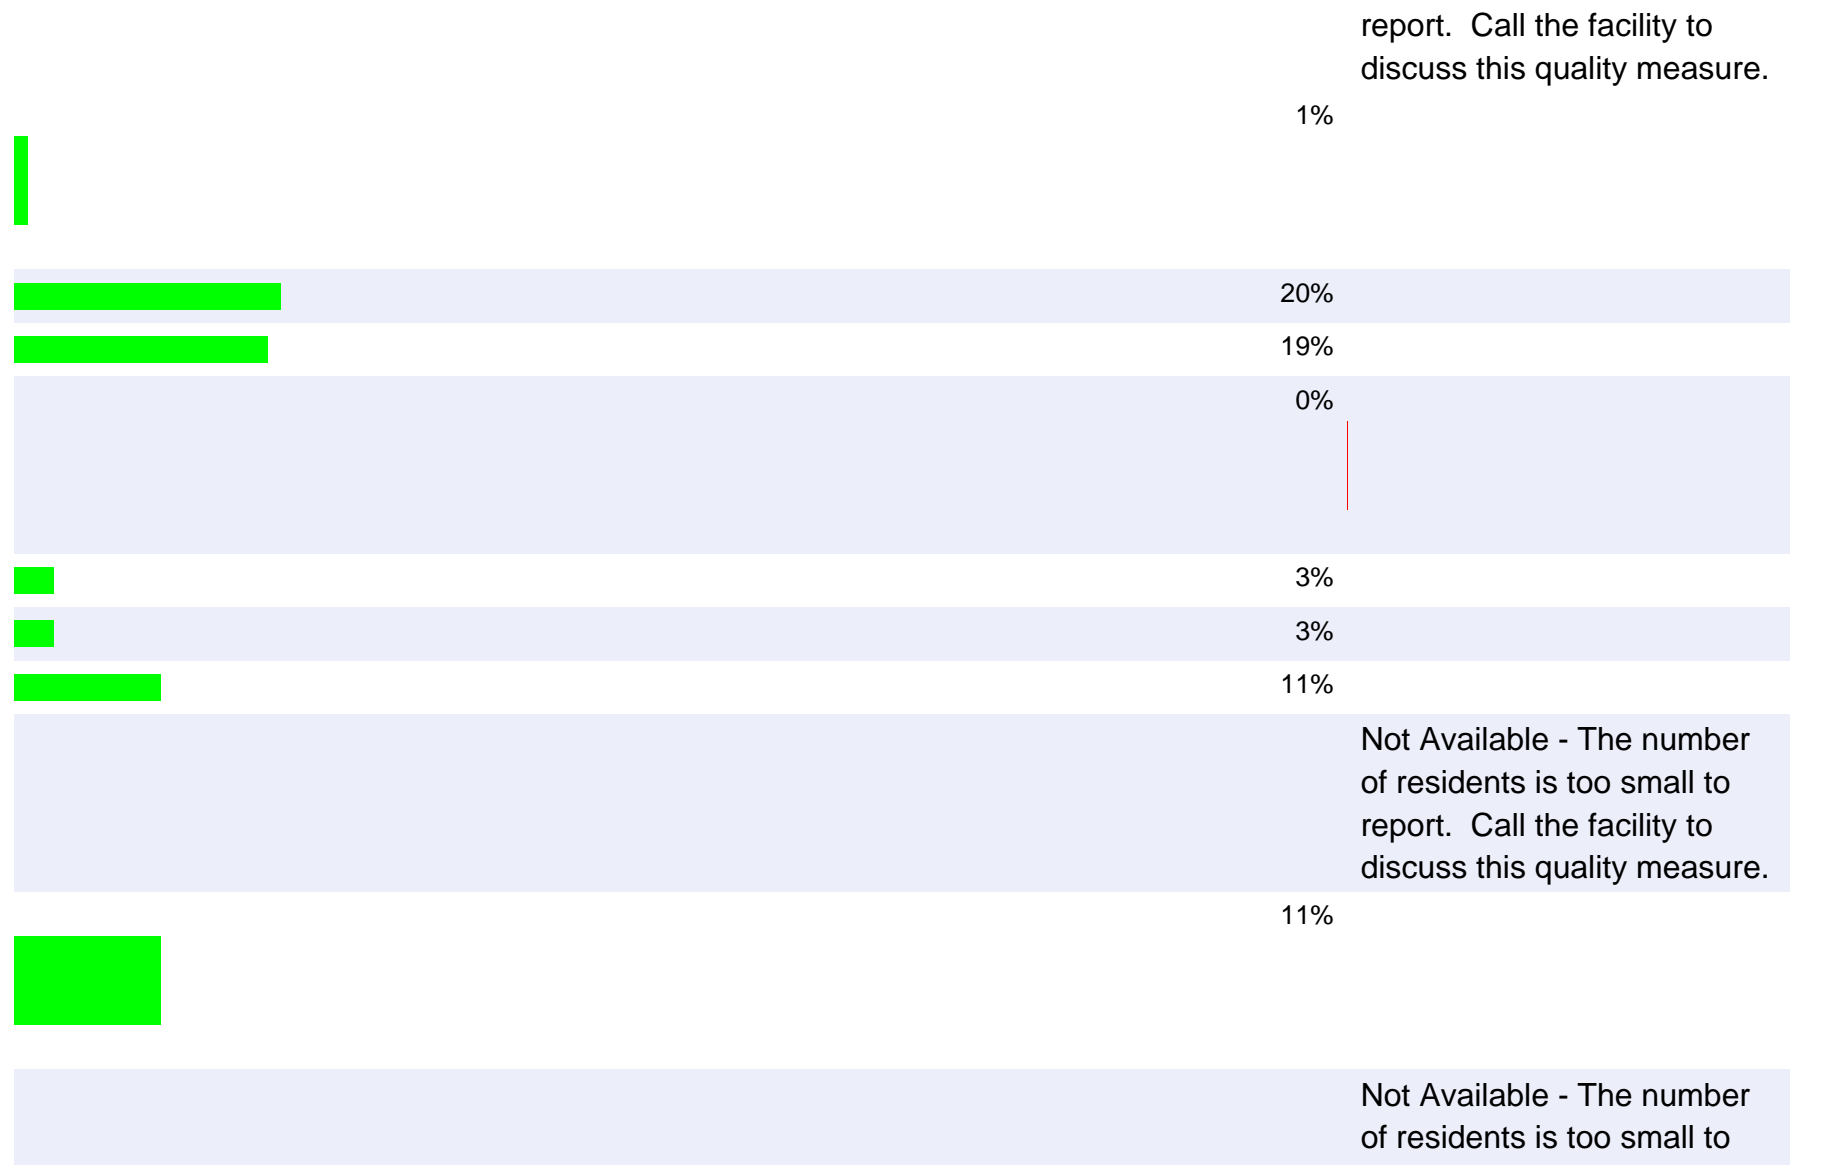 report.  Call the facility to
discuss this quality measure.
1%
20%
19%
0%
3%
3%
11%
Not Available - The number
of residents is too small to
report.  Call the facility to
discuss this quality measure.
11%
Not Available - The number
of residents is too small to